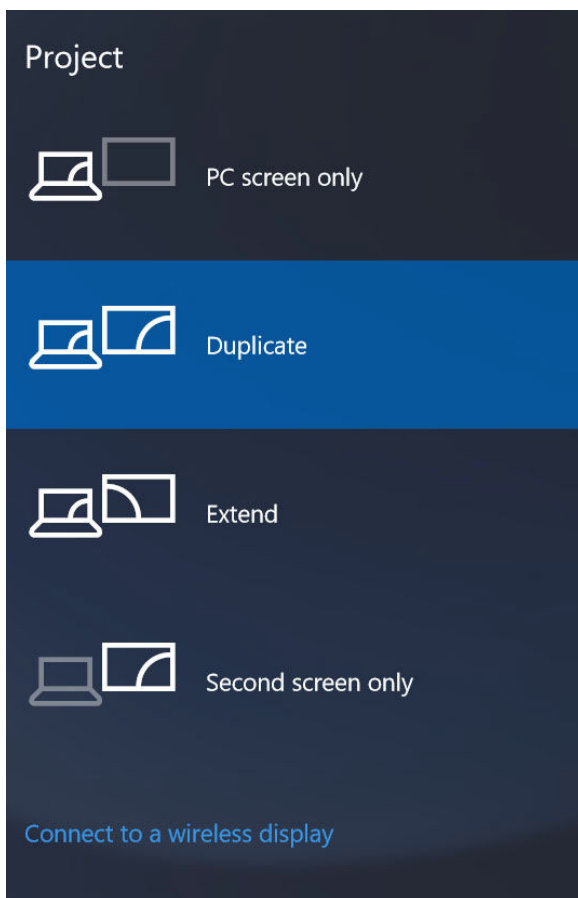 Project
PC screen only
Duplicate
Extend
Second screen only
Connect to a wireless display